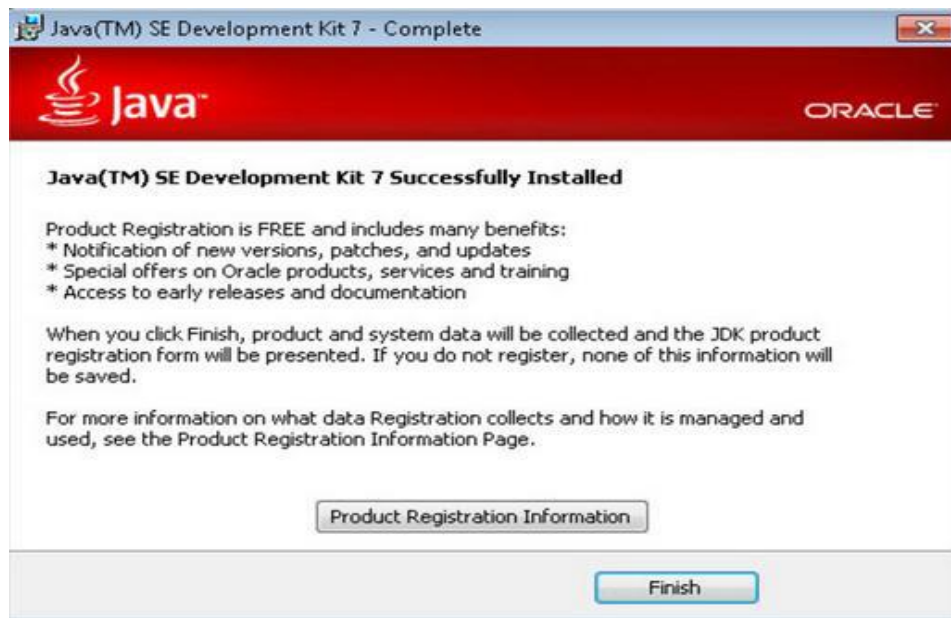 Java(TM) SE Development Kit 7 - Complete
Java™
ORACLE
Java(TM) SE Development Kit 7 Successfully Installed
Product Registration is FREE and includes many benefits:
* Notification of new versions, patches, and updates
* Special offers on Oracle products, services and training
* Access to early releases and documentation
When you click Finish, product and system data will be collected and the JDK product
registration form will be presented. If you do not register, none of this information will
be saved.
For more information on what data Registration collects and how it is managed and
used, see the Product Registration Information Page.
Product Registration Information
Finish